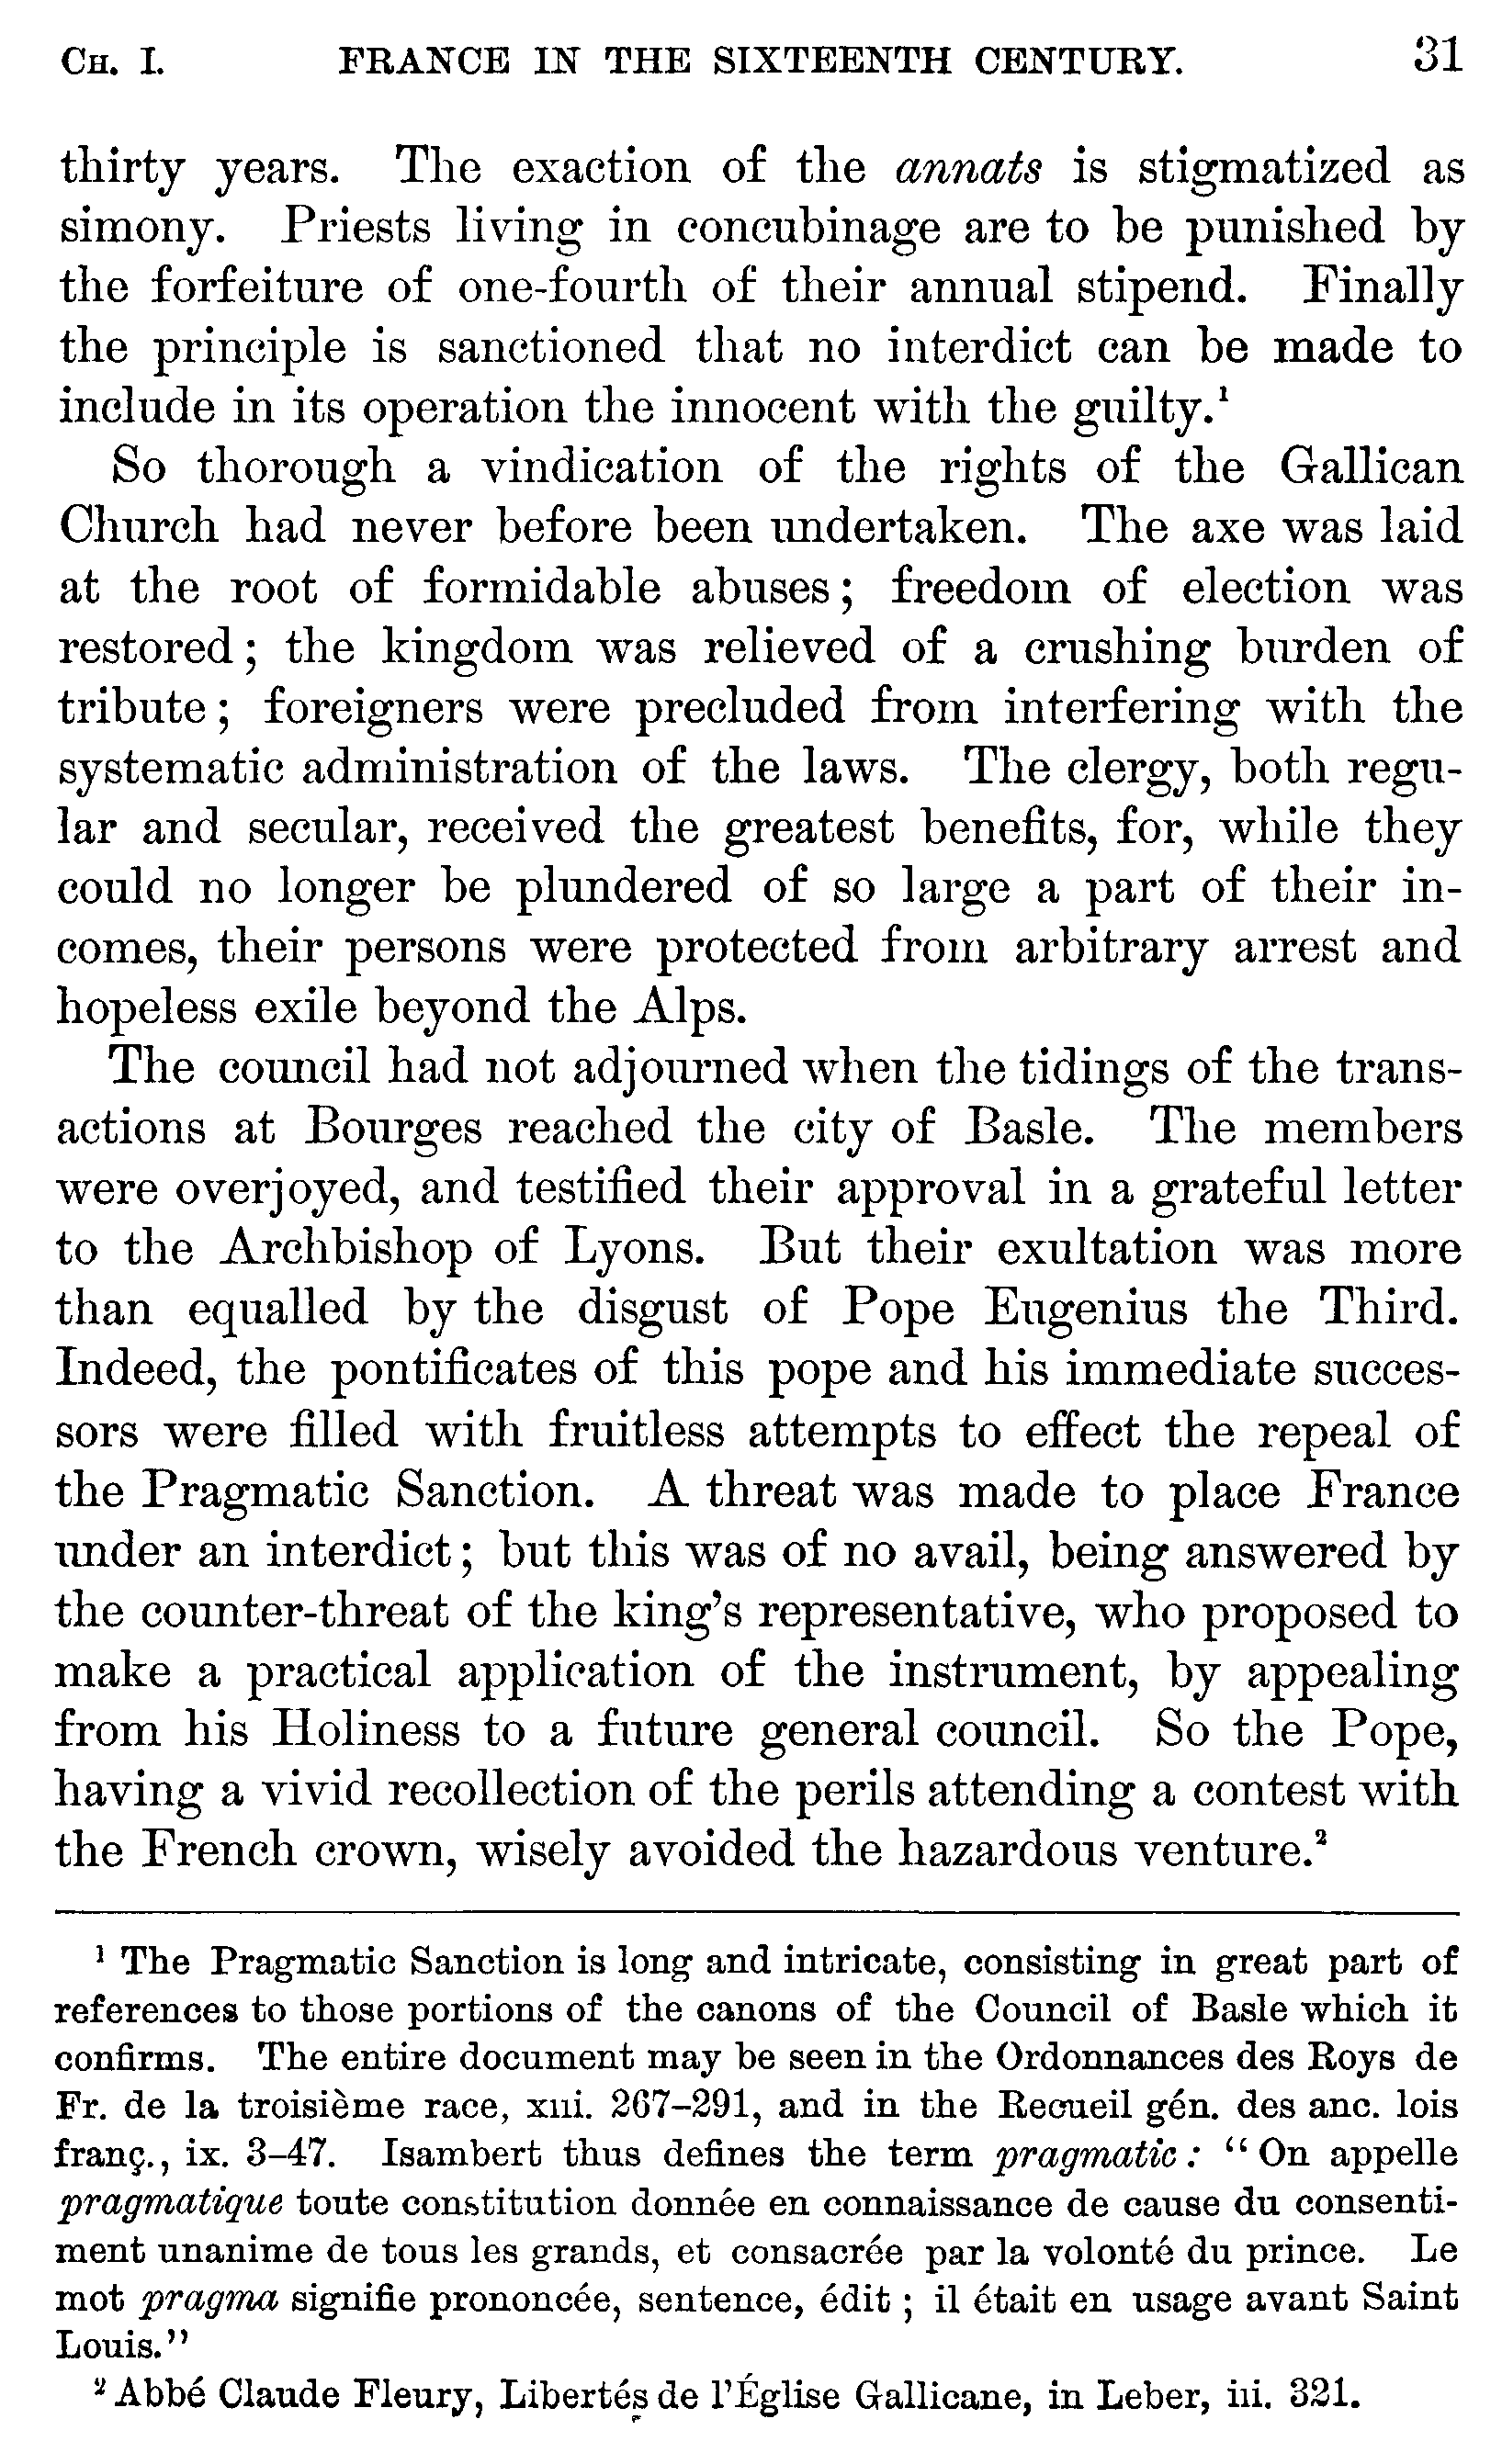 CH. I. FRANCE IN THE SIXTEENTH CENTURY. 31
thirty years. The exaction of the annats is stigmatized as
simony. Priests living in concubinage are to be punished by
the forfeiture of one-fourth of their annual stipend. Finally
the principle is sanctioned that no interdict can be made to
include in its operation the innocent with the guilty.¹
So thorough a vindication of the rights of the Gallican
Church had never before been undertaken. The axe was laid
at the root of formidable abuses; freedom of election was
restored; the kingdom was relieved of a crushing burden of
tribute; foreigners were precluded from interfering with the
systematic administration of the laws. The clergy, both regu-
lar and secular, received the greatest benefits, for, while they
could no longer be plundered of so large a part of their in-
comes, their persons were protected from arbitrary arrest and
hopeless exile beyond the Alps.
The council had not adjourned when the tidings of the trans-
actions at Bourges reached the city of Basle. The members
were overjoyed, and testified their approval in a grateful letter
to the Archbishop of Lyons. But their exultation was more
than equalled by the disgust of Pope Eugenius the Third.
Indeed, the pontificates of this pope and his immediate succes-
sors were filled with fruitless attempts to effect the repeal of
the Pragmatic Sanction. A threat was made to place France
under an interdict; but this was of no avail, being answered by
the counter-threat of the king's representative, who proposed to
make a practical application of the instrument, by appealing
from his Holiness to a future general council. So the Pope,
having a vivid recollection of the perils attending a contest with
the French crown, wisely avoided the hazardous venture.²
¹ The Pragmatic Sanction is long and intricate, consisting in great part of
references to those portions of the canons of the Council of Basle which it
confirms. The entire document may be seen in the Ordonnances des Roys de
Fr. de la troisième race, xiii. 267–291, and in the Recueil gén. des anc. lois
franç., ix. 3–47. Isambert thus defines the term pragmatic: "On appelle
pragmatique toute constitution donnée en connaissance de cause du consenti-
ment unanime de tous les grands, et consacrée par la volonté du prince. Le
mot pragma signifie prononcée, sentence, édit; il était en usage avant Saint
Louis."
² Abbé Claude Fleury, Libertés de l'Église Gallicane, in Leber, iii. 321.